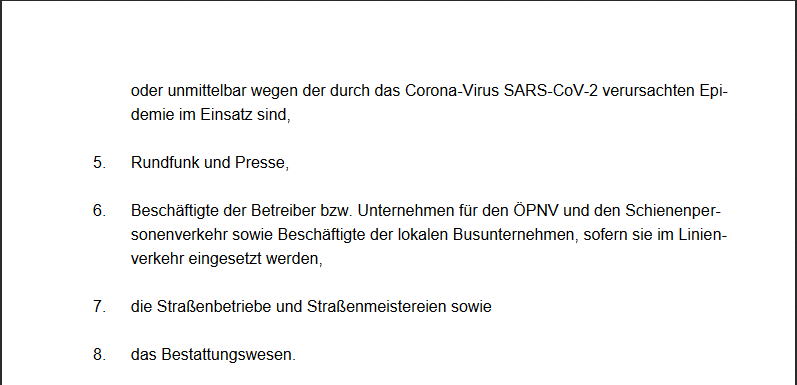 oder unmittelbar wegen der durch das Corona-Virus SARS-CoV-2 verursachten Epi-
demie im Einsatz sind,
5. Rundfunk und Presse,
6. Beschäftigte der Betreiber bzw. Unternehmen für den ÖPNV und den Schienenper-
sonenverkehr sowie Beschäftigte der lokalen Busunternehmen, sofern sie im Linien-
verkehr eingesetzt werden,
7. die Straßenbetriebe und Straßenmeistereien sowie
8. das Bestattungswesen.